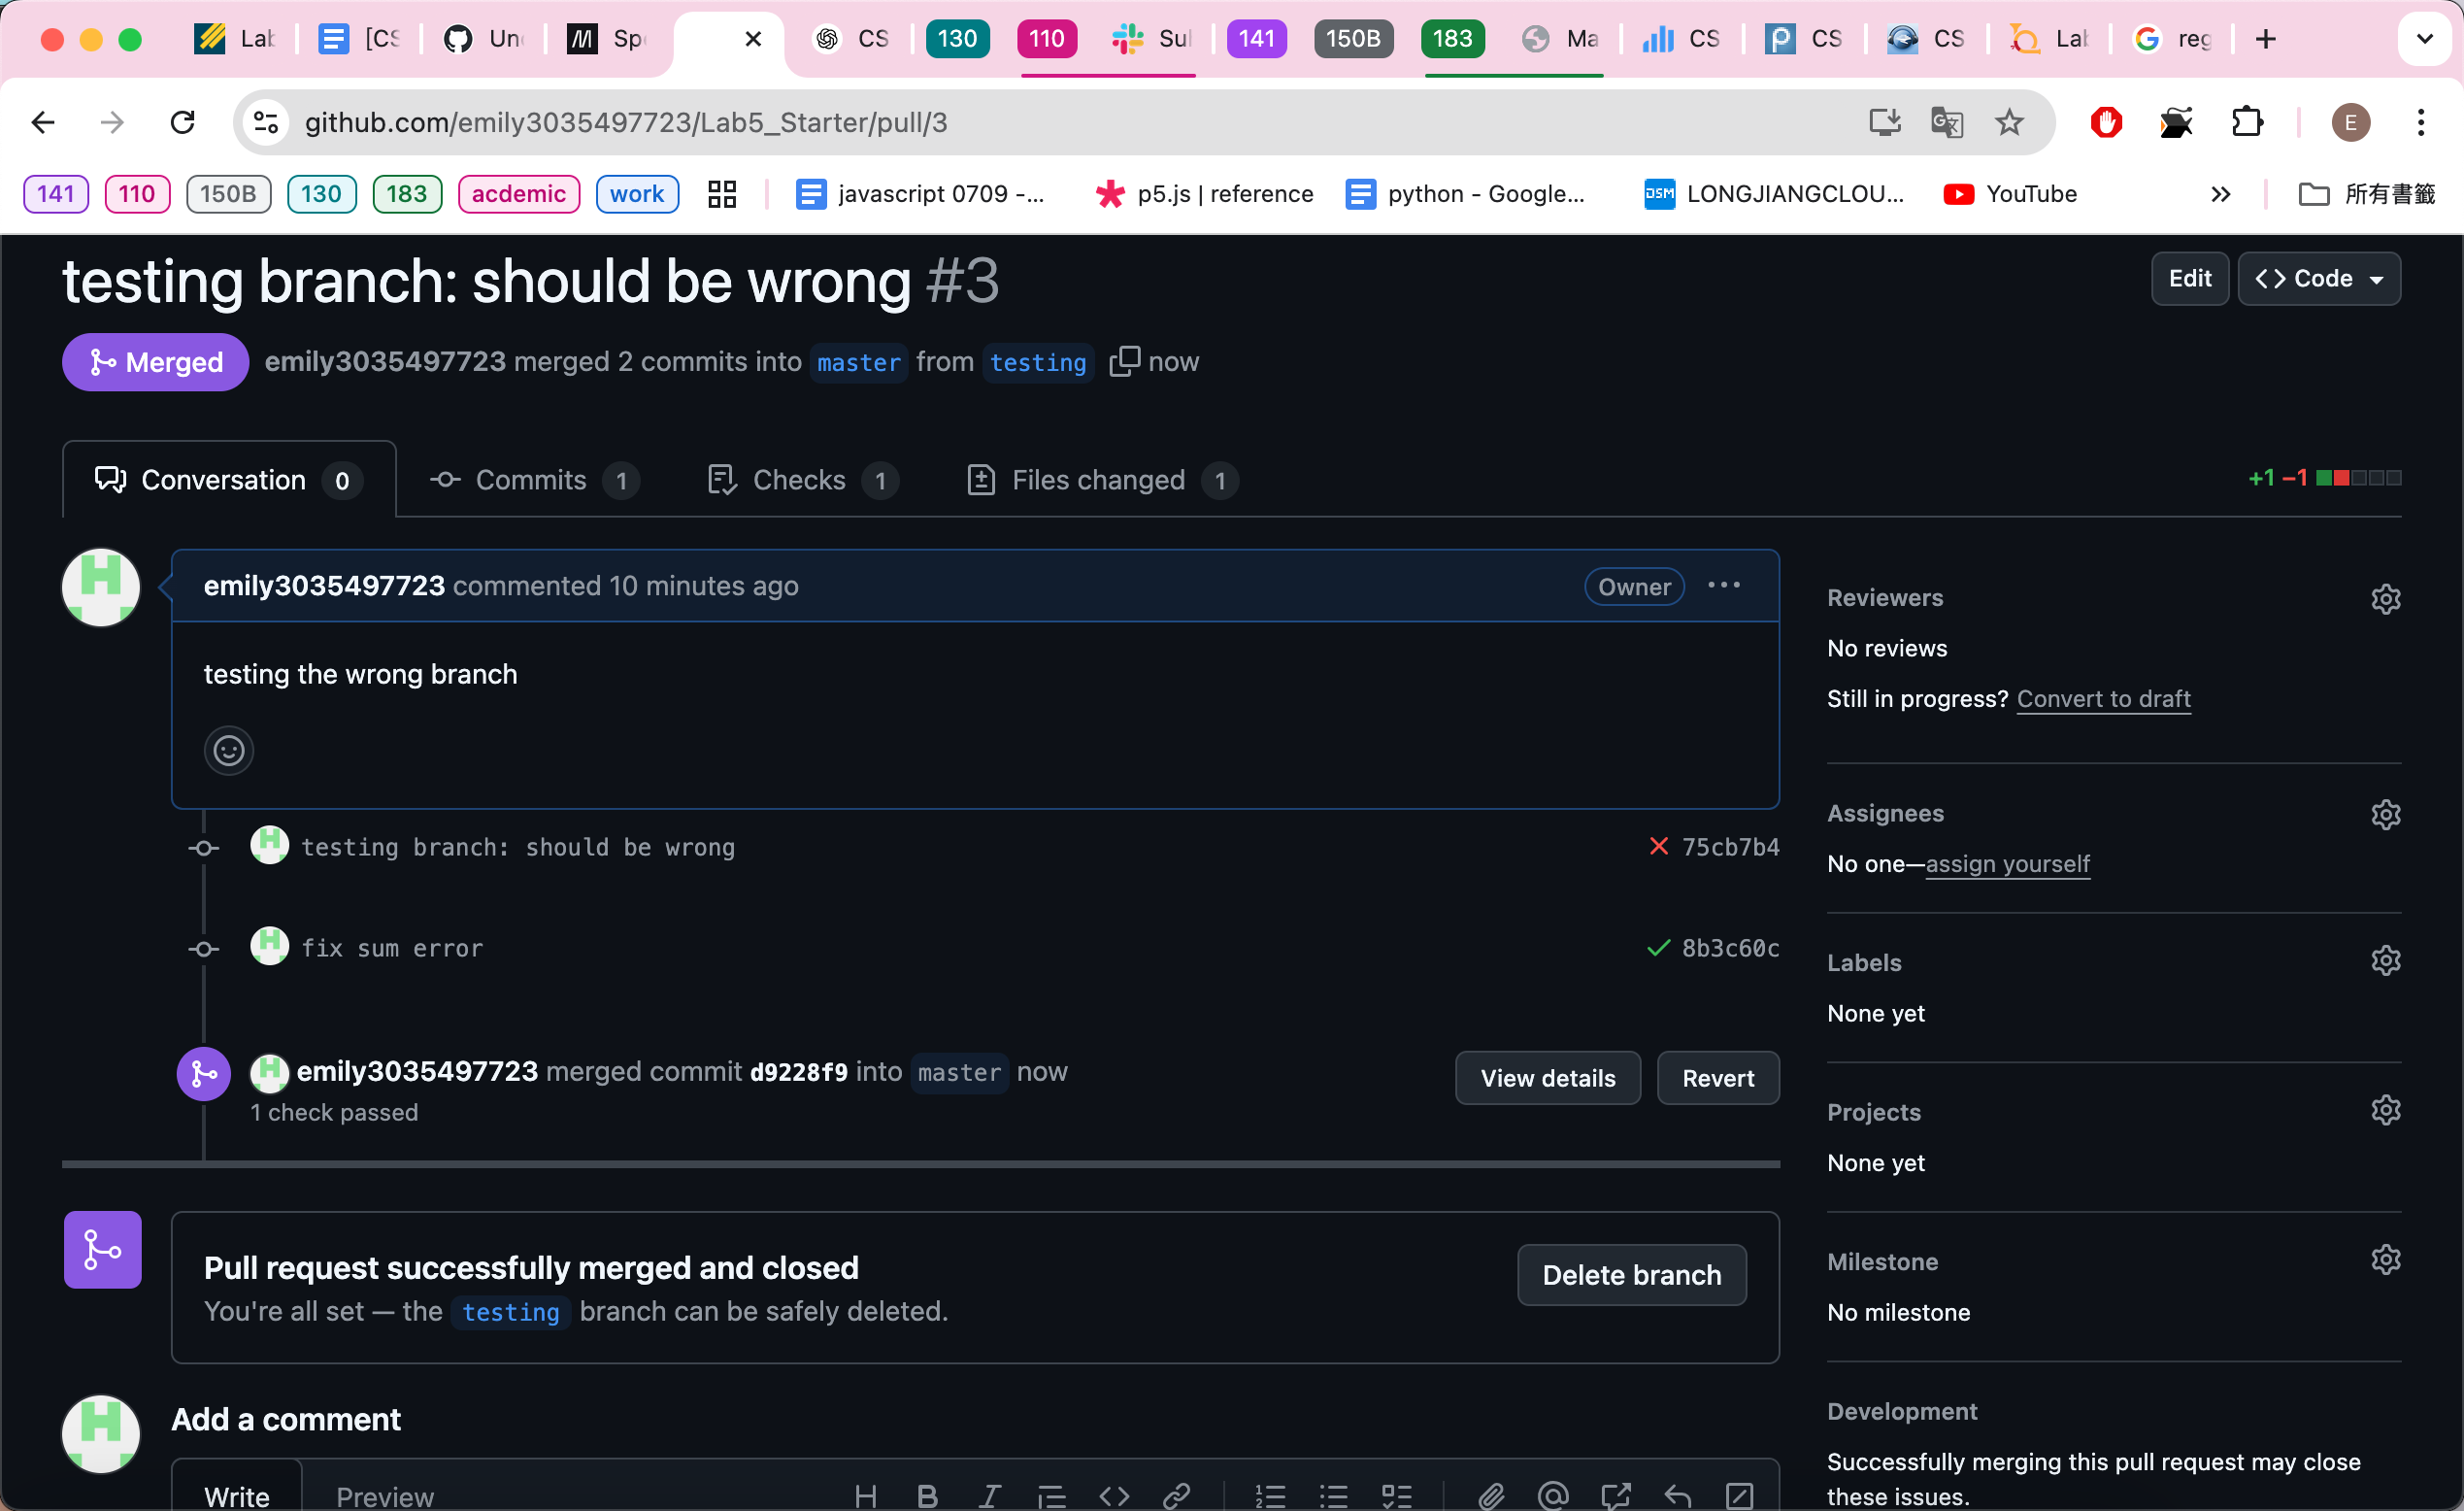 Lab
[CS
Un
Sp
CS
130
110
Sul
141
150B
183
Ma
CS
CS
CS
Lab
reg
github.com/emily3035497723/Lab5_Starter/pull/3
E
141
110
150B
130
183
acdemic
work
javascript 0709 -...
p5.js | reference
python - Google...
DSM
LONGJIANGCLOU...
YouTube
所有書籤
testing branch: should be wrong #3
Edit
Code
Merged
emily3035497723 merged 2 commits into master from testing now
Conversation 0
Commits 1
Checks 1
Files changed 1
+1 −1
emily3035497723 commented 10 minutes ago
Owner
testing the wrong branch
testing branch: should be wrong
75cb7b4
fix sum error
8b3c60c
emily3035497723 merged commit d9228f9 into master now
1 check passed
View details
Revert
Pull request successfully merged and closed
You're all set — the testing branch can be safely deleted.
Delete branch
Add a comment
Write
Preview
Reviewers
No reviews
Still in progress? Convert to draft
Assignees
No one—assign yourself
Labels
None yet
Projects
None yet
Milestone
No milestone
Development
Successfully merging this pull request may close
these issues.